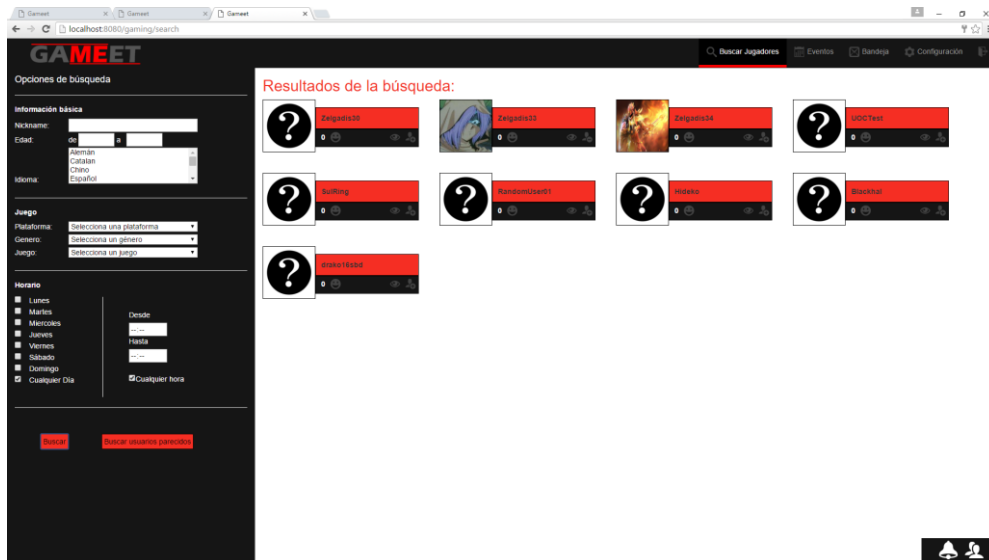 Gameet
Gameet
Gameet
localhost:8080/gaming/search
GAMEET
Buscar Jugadores
Eventos
Bandeja
Configuración
Opciones de búsqueda
Información básica
Nickname:
Edad: de a
Idioma:
Alemán
Catalan
Chino
Español
Juego
Plataforma: Selecciona una plataforma
Genero: Selecciona un género
Juego: Selecciona un juego
Horario
Lunes
Martes
Miercoles
Jueves
Viernes
Sábado
Domingo
Cualquier Día
Desde
--:--
Hasta
--:--
Cualquier hora
Buscar
Buscar usuarios parecidos
Resultados de la búsqueda:
Zelgadis30
0
Zelgadis33
0
Zelgadis34
0
UOCTest
0
SuiRing
0
RandomUser01
0
Hideko
0
Blackhai
0
drako16sbd
0